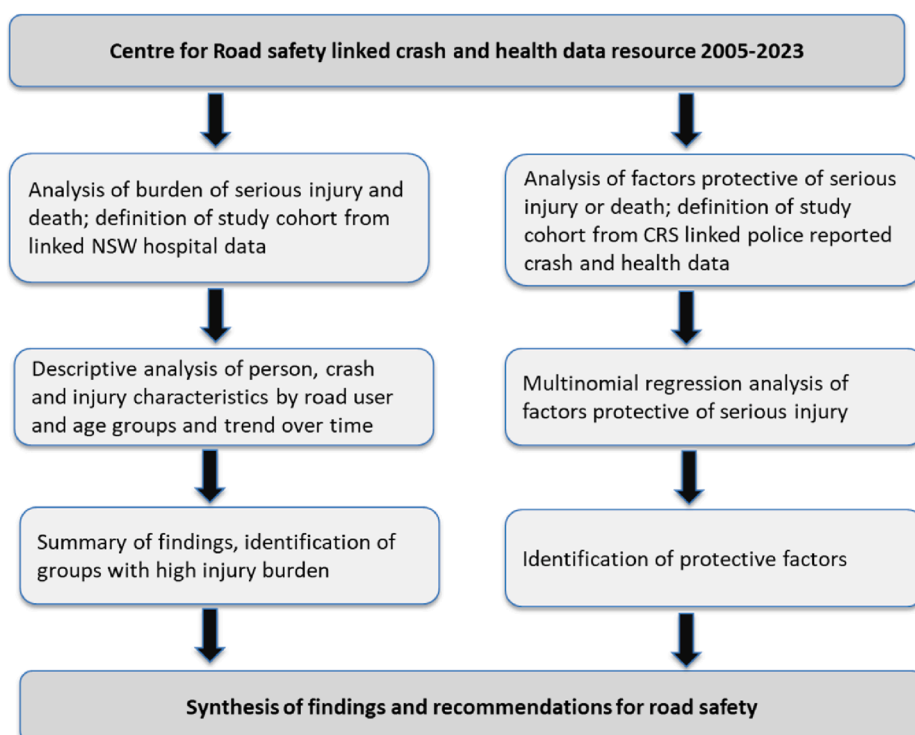 Centre for Road safety linked crash and health data resource 2005-2023
Analysis of burden of serious injury and
death; definition of study cohort from
linked NSW hospital data
Analysis of factors protective of serious
injury or death; definition of study
cohort from CRS linked police reported
crash and health data
Descriptive analysis of person, crash
and injury characteristics by road user
and age groups and trend over time
Multinomial regression analysis of
factors protective of serious injury
Summary of findings, identification of
groups with high injury burden
Identification of protective factors
Synthesis of findings and recommendations for road safety